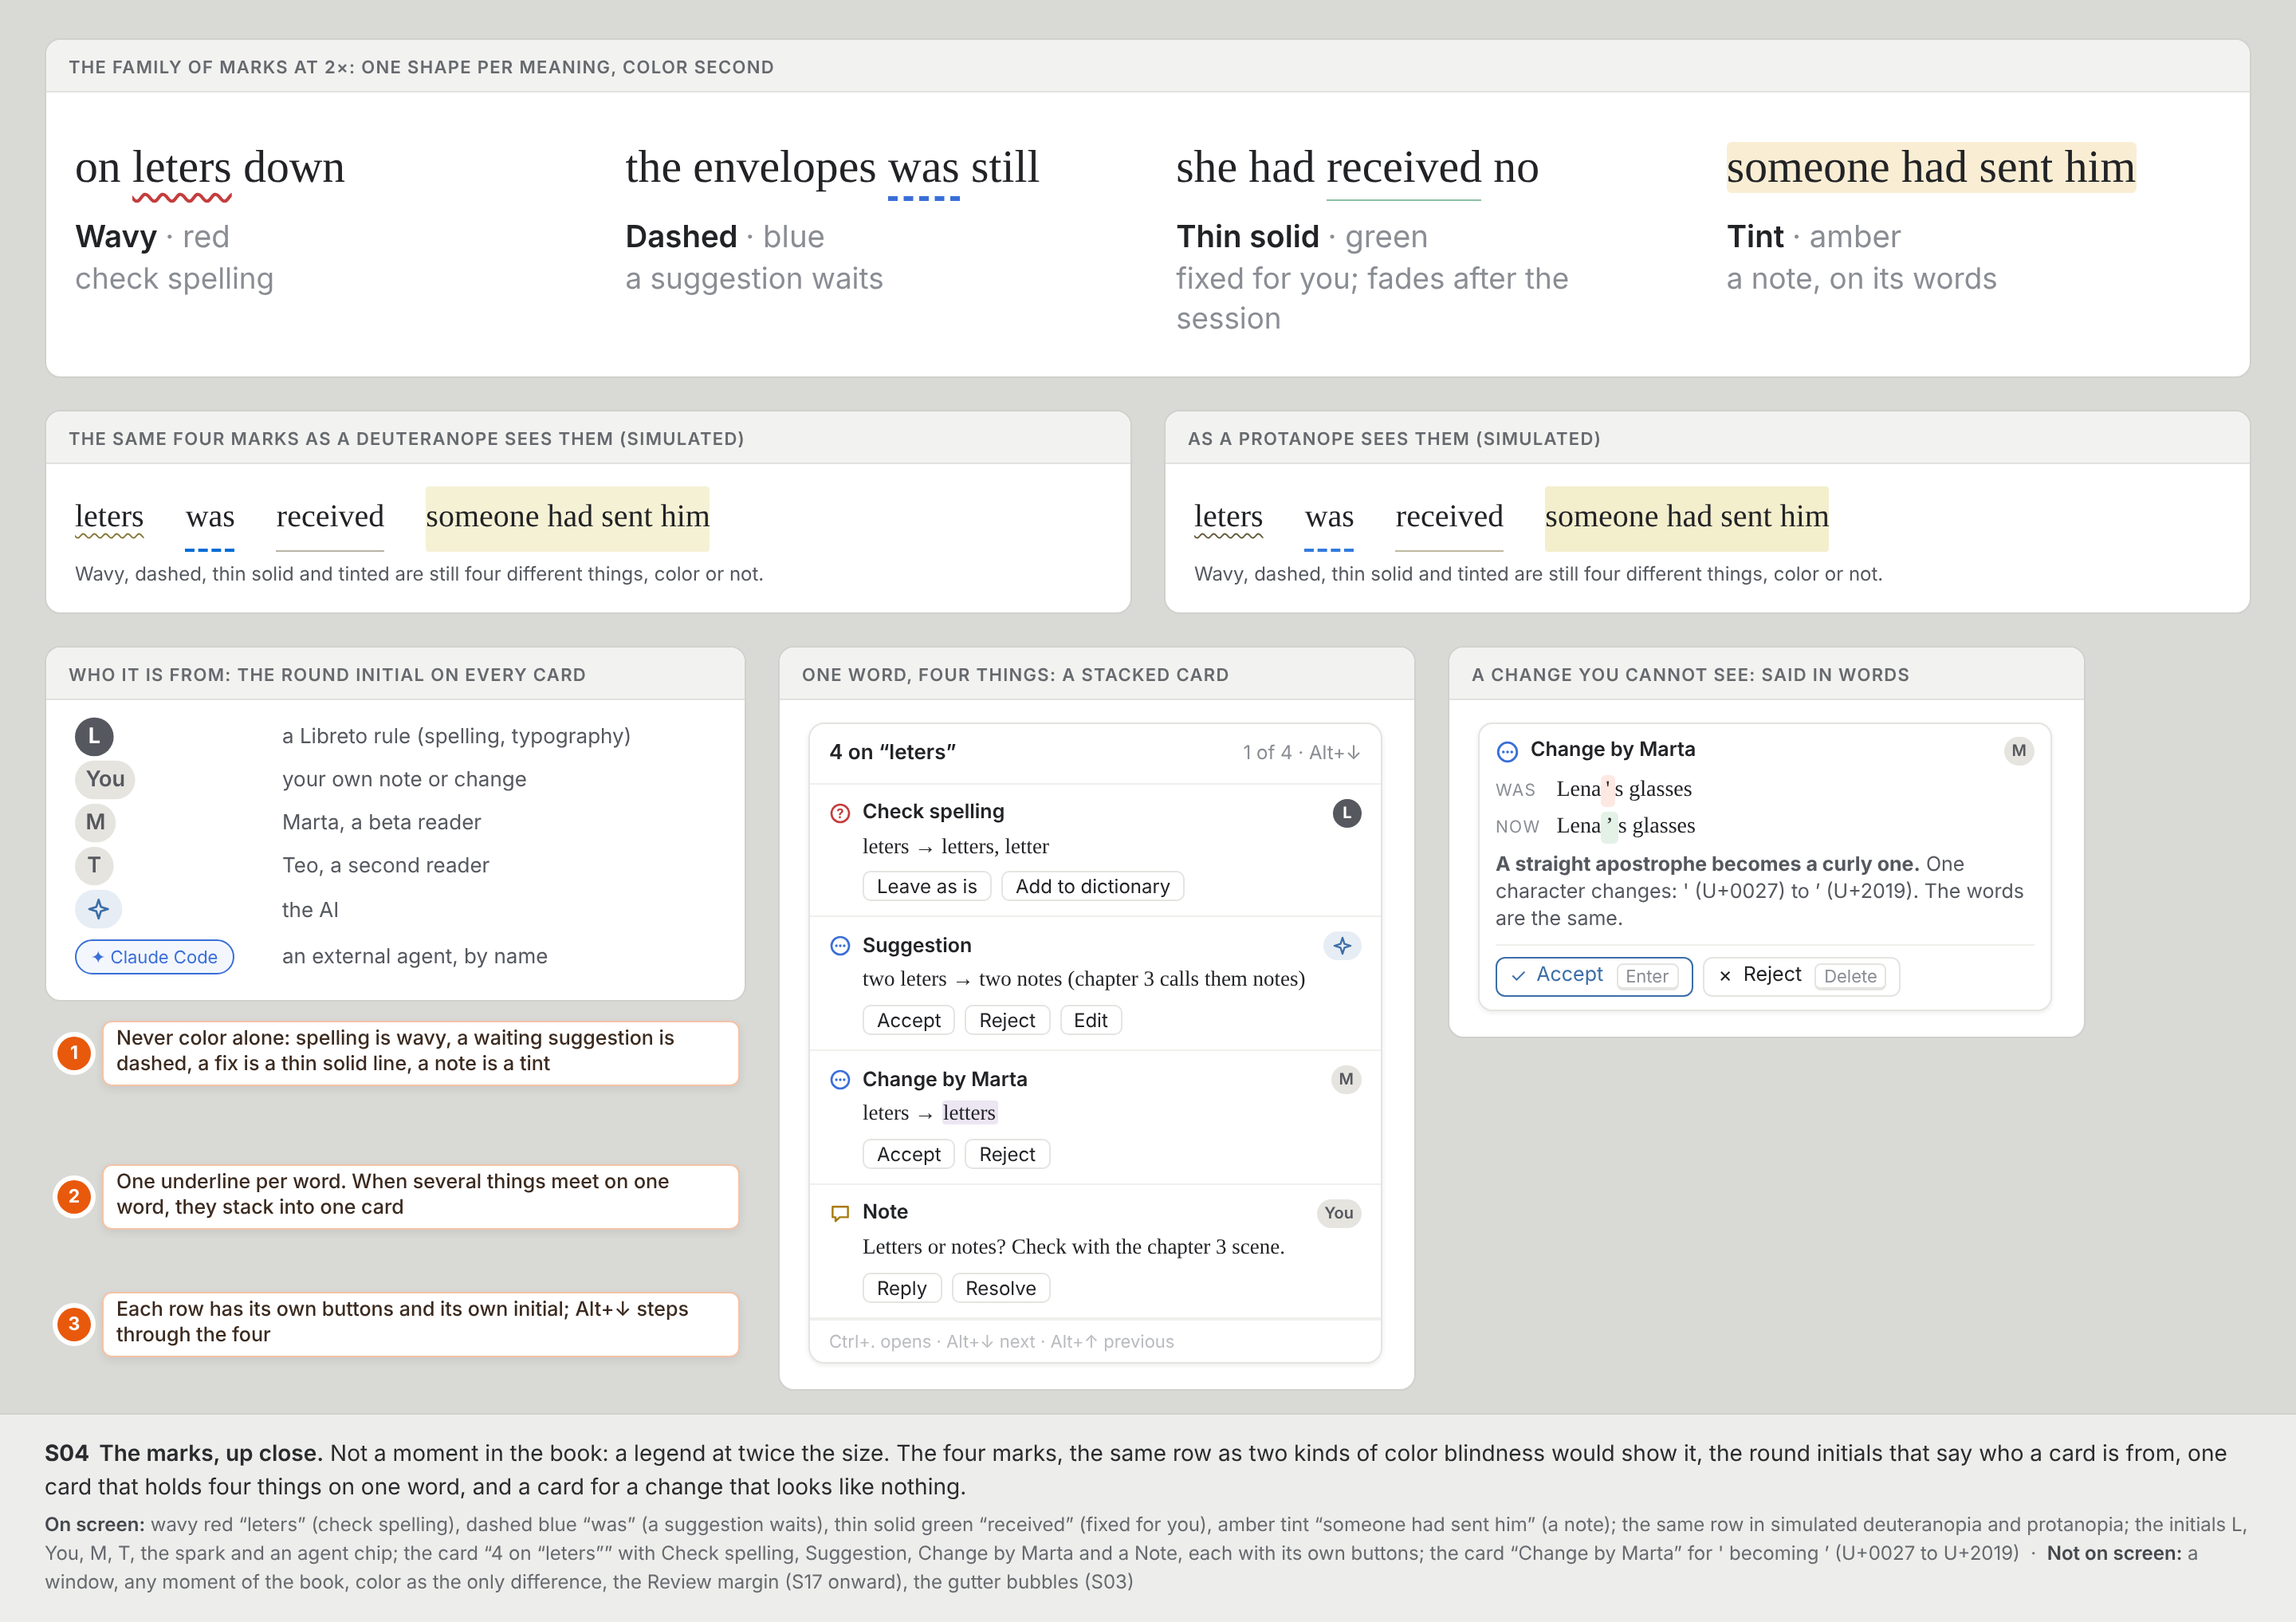 THE FAMILY OF MARKS AT 2×: ONE SHAPE PER MEANING, COLOR SECOND
on leters down
Wavy · red
check spelling
the envelopes was still
Dashed · blue
a suggestion waits
she had received no
Thin solid · green
fixed for you; fades after the
session
someone had sent him
Tint · amber
a note, on its words
THE SAME FOUR MARKS AS A DEUTERANOPE SEES THEM (SIMULATED)
leters was received someone had sent him
Wavy, dashed, thin solid and tinted are still four different things, color or not.
AS A PROTANOPE SEES THEM (SIMULATED)
leters was received someone had sent him
Wavy, dashed, thin solid and tinted are still four different things, color or not.
WHO IT IS FROM: THE ROUND INITIAL ON EVERY CARD
L a Libreto rule (spelling, typography)
You your own note or change
M Marta, a beta reader
T Teo, a second reader
the AI
✦ Claude Code an external agent, by name
1 Never color alone: spelling is wavy, a waiting suggestion is
dashed, a fix is a thin solid line, a note is a tint
2 One underline per word. When several things meet on one
word, they stack into one card
3 Each row has its own buttons and its own initial; Alt+↓ steps
through the four
ONE WORD, FOUR THINGS: A STACKED CARD
4 on “leters” 1 of 4 · Alt+↓
Check spelling L
leters → letters, letter
Leave as is Add to dictionary
Suggestion
two leters → two notes (chapter 3 calls them notes)
Accept Reject Edit
Change by Marta M
leters → letters
Accept Reject
Note You
Letters or notes? Check with the chapter 3 scene.
Reply Resolve
Ctrl+. opens · Alt+↓ next · Alt+↑ previous
A CHANGE YOU CANNOT SEE: SAID IN WORDS
Change by Marta M
WAS Lena's glasses
NOW Lena’s glasses
A straight apostrophe becomes a curly one. One
character changes: ' (U+0027) to ’ (U+2019). The words
are the same.
✓ Accept Enter × Reject Delete
S04 The marks, up close. Not a moment in the book: a legend at twice the size. The four marks, the same row as two kinds of color blindness would show it, the round initials that say who a card is from, one
card that holds four things on one word, and a card for a change that looks like nothing.
On screen: wavy red “leters” (check spelling), dashed blue “was” (a suggestion waits), thin solid green “received” (fixed for you), amber tint “someone had sent him” (a note); the same row in simulated deuteranopia and protanopia; the initials L,
You, M, T, the spark and an agent chip; the card “4 on “leters”” with Check spelling, Suggestion, Change by Marta and a Note, each with its own buttons; the card “Change by Marta” for ' becoming ’ (U+0027 to U+2019) · Not on screen: a
window, any moment of the book, color as the only difference, the Review margin (S17 onward), the gutter bubbles (S03)